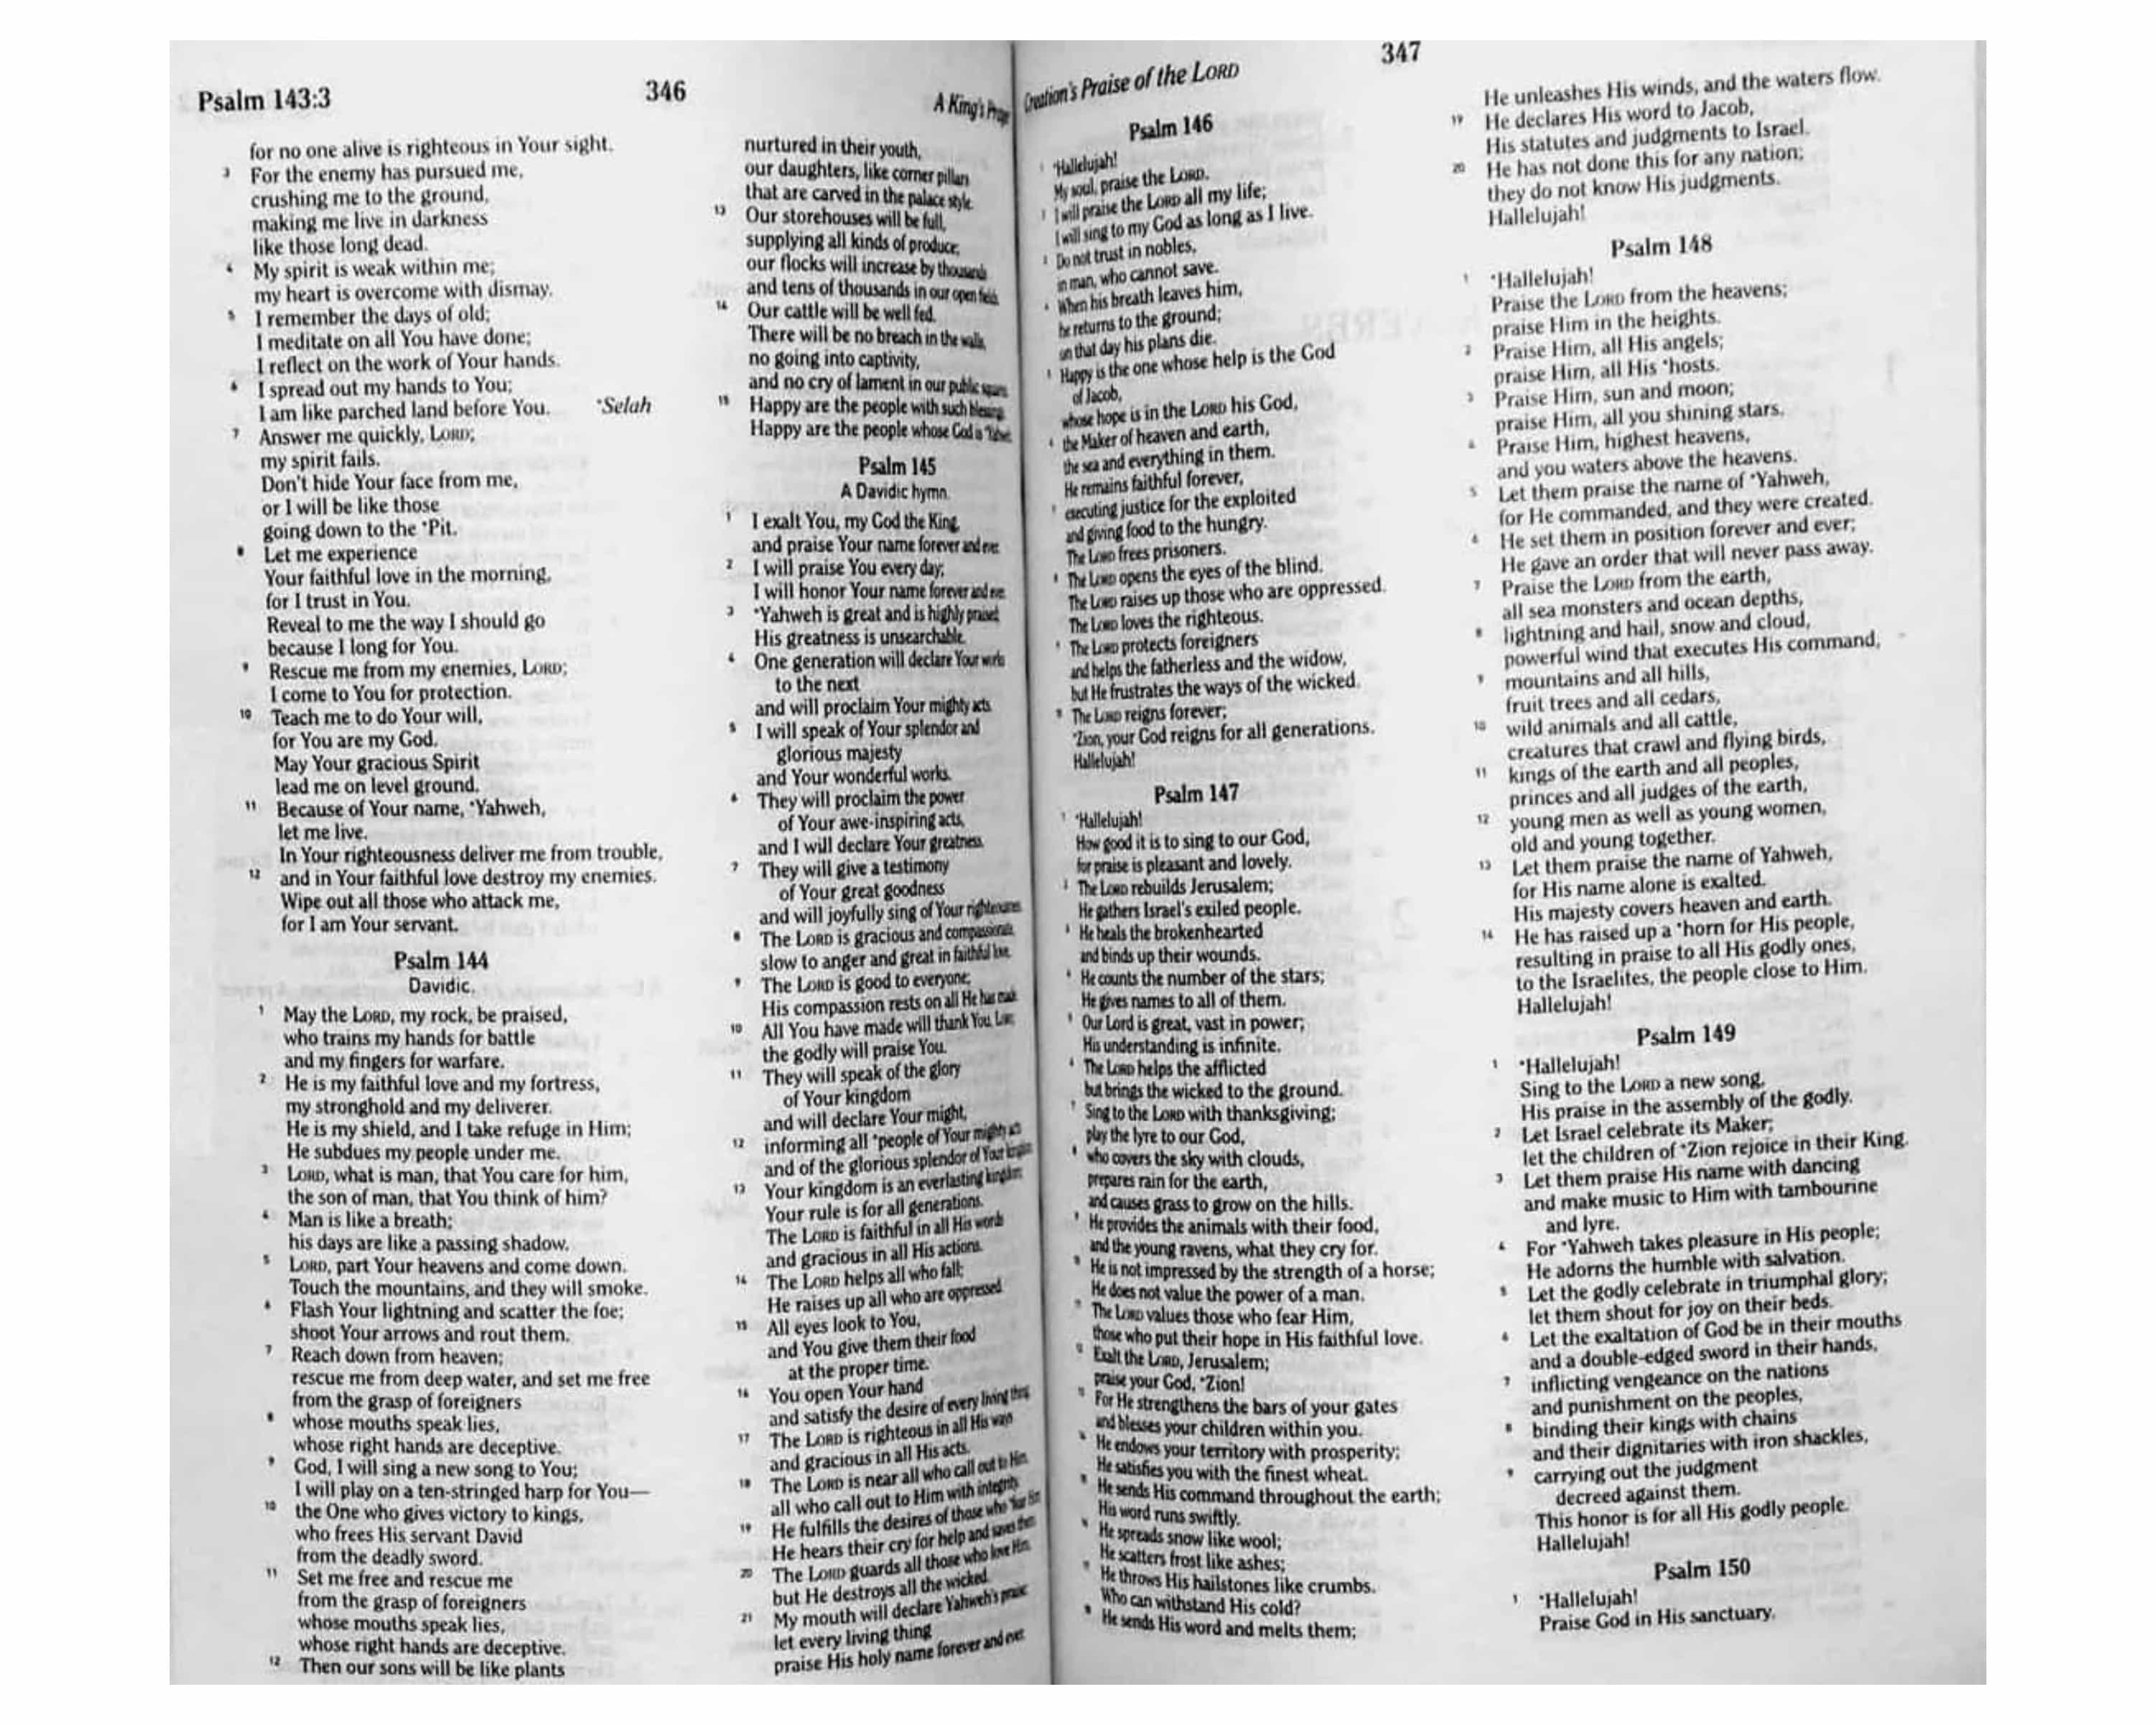 Psalm 143:3
346
A King's Prayer
for no one alive is righteous in Your sight.
3 For the enemy has pursued me,
crushing me to the ground,
making me live in darkness
like those long dead.
4 My spirit is weak within me;
my heart is overcome with dismay.
5 I remember the days of old;
I meditate on all You have done;
I reflect on the work of Your hands.
6 I spread out my hands to You;
I am like parched land before You. *Selah
7 Answer me quickly, LORD;
my spirit fails.
Don't hide Your face from me,
or I will be like those
going down to the *Pit.
8 Let me experience
Your faithful love in the morning,
for I trust in You.
Reveal to me the way I should go
because I long for You.
9 Rescue me from my enemies, LORD;
I come to You for protection.
10 Teach me to do Your will,
for You are my God.
May Your gracious Spirit
lead me on level ground.
11 Because of Your name, *Yahweh,
let me live.
In Your righteousness deliver me from trouble,
12 and in Your faithful love destroy my enemies.
Wipe out all those who attack me,
for I am Your servant.
Psalm 144
Davidic.
1 May the LORD, my rock, be praised,
who trains my hands for battle
and my fingers for warfare.
2 He is my faithful love and my fortress,
my stronghold and my deliverer.
He is my shield, and I take refuge in Him;
He subdues my people under me.
3 LORD, what is man, that You care for him,
the son of man, that You think of him?
4 Man is like a breath;
his days are like a passing shadow.
5 LORD, part Your heavens and come down.
Touch the mountains, and they will smoke.
6 Flash Your lightning and scatter the foe;
shoot Your arrows and rout them.
7 Reach down from heaven;
rescue me from deep water, and set me free
from the grasp of foreigners
8 whose mouths speak lies,
whose right hands are deceptive.
9 God, I will sing a new song to You;
I will play on a ten-stringed harp for You—
10 the One who gives victory to kings,
who frees His servant David
from the deadly sword.
11 Set me free and rescue me
from the grasp of foreigners
whose mouths speak lies,
whose right hands are deceptive.
12 Then our sons will be like plants
nurtured in their youth,
our daughters, like corner pillars
that are carved in the palace style.
13 Our storehouses will be full,
supplying all kinds of produce;
our flocks will increase by thousands
and tens of thousands in our open fields.
14 Our cattle will be well fed.
There will be no breach in the walls,
no going into captivity,
and no cry of lament in our public squares.
15 Happy are the people with such blessings.
Happy are the people whose God is *Yahweh.
Psalm 145
A Davidic hymn.
1 I exalt You, my God the King,
and praise Your name forever and ever.
2 I will praise You every day;
I will honor Your name forever and ever.
3 *Yahweh is great and is highly praised;
His greatness is unsearchable.
4 One generation will declare Your works
to the next
and will proclaim Your mighty acts.
5 I will speak of Your splendor and
glorious majesty
and Your wonderful works.
6 They will proclaim the power
of Your awe-inspiring acts,
and I will declare Your greatness.
7 They will give a testimony
of Your great goodness
and will joyfully sing of Your righteousness.
8 The LORD is gracious and compassionate,
slow to anger and great in faithful love.
9 The LORD is good to everyone;
His compassion rests on all He has made.
10 All You have made will thank You, LORD;
the godly will praise You.
11 They will speak of the glory
of Your kingdom
and will declare Your might,
12 informing all *people of Your mighty acts
and of the glorious splendor of Your kingdom.
13 Your kingdom is an everlasting kingdom;
Your rule is for all generations.
The LORD is faithful in all His words
and gracious in all His actions.
14 The LORD helps all who fall;
He raises up all who are oppressed.
15 All eyes look to You,
and You give them their food
at the proper time.
16 You open Your hand
and satisfy the desire of every living thing.
17 The LORD is righteous in all His ways
and gracious in all His acts.
18 The LORD is near all who call out to Him,
all who call out to Him with integrity.
19 He fulfills the desires of those who fear Him;
He hears their cry for help and saves them.
20 The LORD guards all those who love Him,
but He destroys all the wicked.
21 My mouth will declare Yahweh's praise;
let every living thing
praise His holy name forever and ever.
Creation's Praise of the LORD
347
Psalm 146
1 *Hallelujah!
My soul, praise the LORD.
2 I will praise the LORD all my life;
I will sing to my God as long as I live.
3 Do not trust in nobles,
in man, who cannot save.
4 When his breath leaves him,
he returns to the ground;
on that day his plans die.
5 Happy is the one whose help is the God
of Jacob,
whose hope is in the LORD his God,
6 the Maker of heaven and earth,
the sea and everything in them.
He remains faithful forever,
7 executing justice for the exploited
and giving food to the hungry.
The LORD frees prisoners.
8 The LORD opens the eyes of the blind.
The LORD raises up those who are oppressed.
The LORD loves the righteous.
9 The LORD protects foreigners
and helps the fatherless and the widow,
but He frustrates the ways of the wicked.
10 The LORD reigns forever;
*Zion, your God reigns for all generations.
Hallelujah!
Psalm 147
1 *Hallelujah!
How good it is to sing to our God,
for praise is pleasant and lovely.
2 The LORD rebuilds Jerusalem;
He gathers Israel's exiled people.
3 He heals the brokenhearted
and binds up their wounds.
4 He counts the number of the stars;
He gives names to all of them.
5 Our Lord is great, vast in power;
His understanding is infinite.
6 The LORD helps the afflicted
but brings the wicked to the ground.
7 Sing to the LORD with thanksgiving;
play the lyre to our God,
8 who covers the sky with clouds,
prepares rain for the earth,
and causes grass to grow on the hills.
9 He provides the animals with their food,
and the young ravens, what they cry for.
10 He is not impressed by the strength of a horse;
He does not value the power of a man.
11 The LORD values those who fear Him,
those who put their hope in His faithful love.
12 Exalt the LORD, Jerusalem;
praise your God, *Zion!
13 For He strengthens the bars of your gates
and blesses your children within you.
14 He endows your territory with prosperity;
He satisfies you with the finest wheat.
15 He sends His command throughout the earth;
His word runs swiftly.
16 He spreads snow like wool;
He scatters frost like ashes;
17 He throws His hailstones like crumbs.
Who can withstand His cold?
18 He sends His word and melts them;
He unleashes His winds, and the waters flow.
19 He declares His word to Jacob,
His statutes and judgments to Israel.
20 He has not done this for any nation;
they do not know His judgments.
Hallelujah!
Psalm 148
1 *Hallelujah!
Praise the LORD from the heavens;
praise Him in the heights.
2 Praise Him, all His angels;
praise Him, all His *hosts.
3 Praise Him, sun and moon;
praise Him, all you shining stars.
4 Praise Him, highest heavens,
and you waters above the heavens.
5 Let them praise the name of *Yahweh,
for He commanded, and they were created.
6 He set them in position forever and ever;
He gave an order that will never pass away.
7 Praise the LORD from the earth,
all sea monsters and ocean depths,
8 lightning and hail, snow and cloud,
powerful wind that executes His command,
9 mountains and all hills,
fruit trees and all cedars,
10 wild animals and all cattle,
creatures that crawl and flying birds,
11 kings of the earth and all peoples,
princes and all judges of the earth,
12 young men as well as young women,
old and young together.
13 Let them praise the name of Yahweh,
for His name alone is exalted.
His majesty covers heaven and earth.
14 He has raised up a *horn for His people,
resulting in praise to all His godly ones,
to the Israelites, the people close to Him.
Hallelujah!
Psalm 149
1 *Hallelujah!
Sing to the LORD a new song,
His praise in the assembly of the godly.
2 Let Israel celebrate its Maker;
let the children of *Zion rejoice in their King.
3 Let them praise His name with dancing
and make music to Him with tambourine
and lyre.
4 For *Yahweh takes pleasure in His people;
He adorns the humble with salvation.
5 Let the godly celebrate in triumphal glory;
let them shout for joy on their beds.
6 Let the exaltation of God be in their mouths
and a double-edged sword in their hands,
7 inflicting vengeance on the nations
and punishment on the peoples,
8 binding their kings with chains
and their dignitaries with iron shackles,
9 carrying out the judgment
decreed against them.
This honor is for all His godly people.
Hallelujah!
Psalm 150
1 *Hallelujah!
Praise God in His sanctuary.